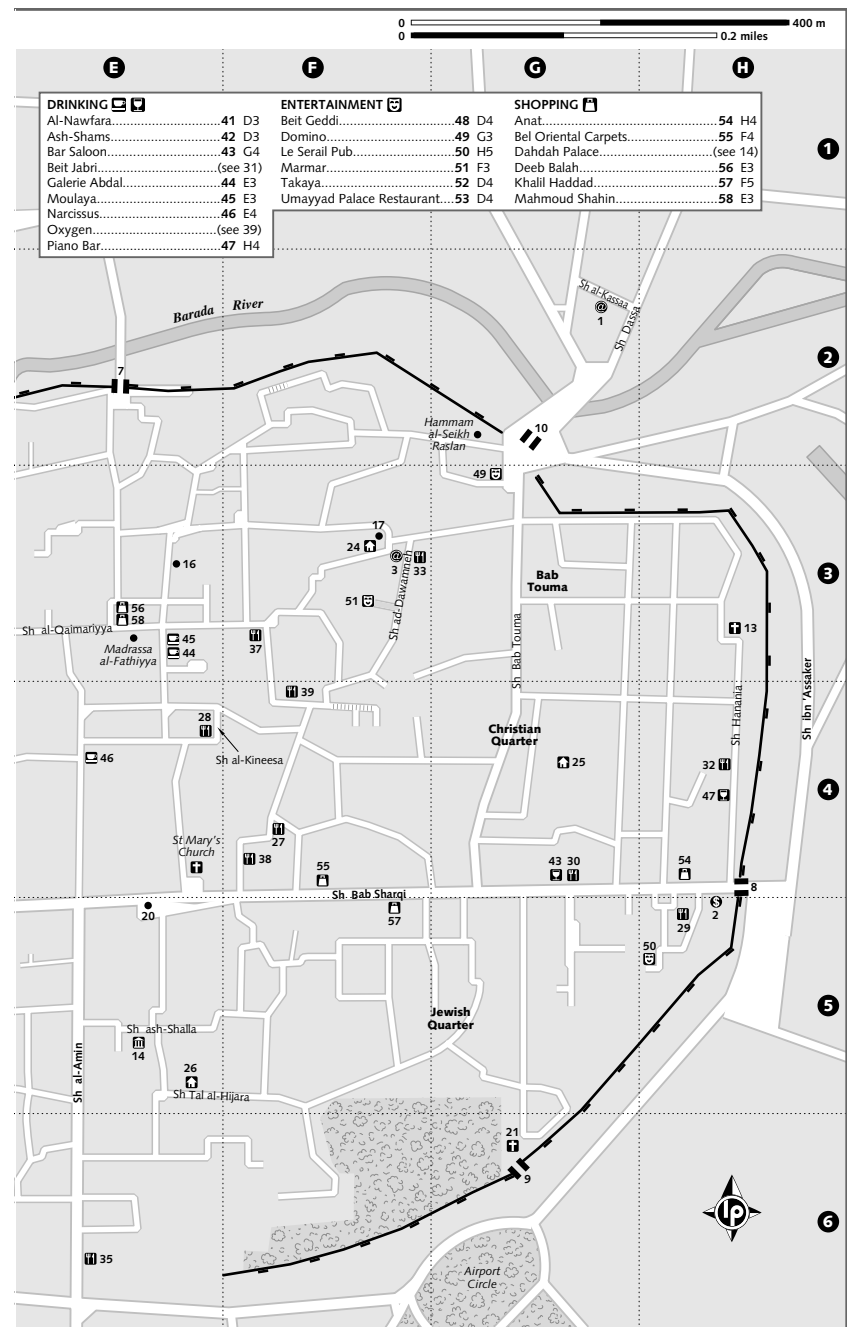 0 400 m
0 0.2 miles
E F G H
DRINKING
Al-Nawfara 41 D3
Ash-Shams 42 D3
Bar Saloon 43 G4
Beit Jabri (see 31)
Galerie Abdal 44 E3
Moulaya 45 E3
Narcissus 46 E4
Oxygen (see 39)
Piano Bar 47 H4
ENTERTAINMENT
Beit Geddi 48 D4
Domino 49 G3
Le Serail Pub 50 H5
Marmar 51 F3
Takaya 52 D4
Umayyad Palace Restaurant 53 D4
SHOPPING
Anat 54 H4
Bel Oriental Carpets 55 F4
Dahdah Palace (see 14)
Deeb Balah 56 E3
Khalil Haddad 57 F5
Mahmoud Shahin 58 E3
1
Barada River
Sh al-Kassaa
@
1
Sh Dassa
2
7
Hammam
al-Seikh
Raslan
10
49
17
24
@
3
33
16
Bab
Touma
3
51
Sh ad-Dawamneh
56
58
Sh al-Qaimariyya
45
44
Madrassa
al-Fathiyya
37
13
Sh Bab Touma
39
Sh Hanania
Sh ibn 'Assaker
28
Christian
Quarter
46
Sh al-Kineesa
25
32
47
4
St Mary's
Church
27
38
55
43 30
54
8
Sh Bab Sharqi
20
57
$
2
29
50
Jewish
Quarter
5
Sh ash-Shalla
14
Sh al-Amin
26
Sh Tal al-Hijara
21
9
lp
6
35
Airport
Circle